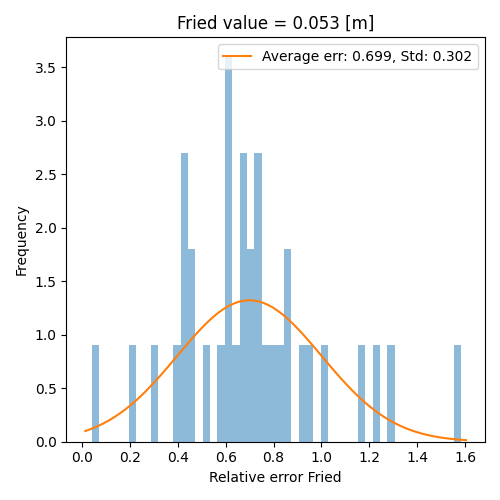 Fried value = 0.053 [m]
Average err: 0.699, Std: 0.302
3.5
3.0
2.5
2.0
1.5
1.0
0.5
0.0
Frequency
0.0 0.2 0.4 0.6 0.8 1.0 1.2 1.4 1.6
Relative error Fried